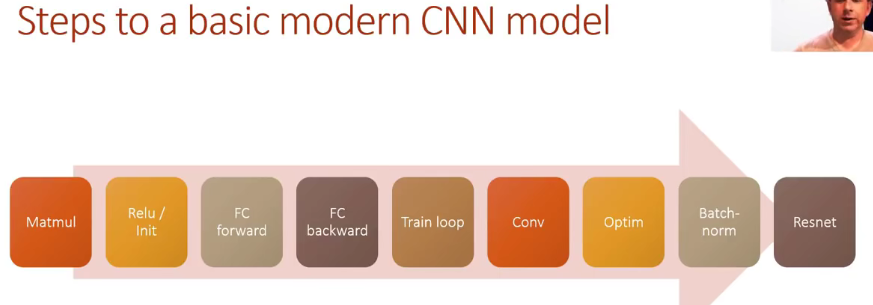 Steps to a basic modern CNN model
Matmul
Relu /
Init
FC
forward
FC
backward
Train loop
Conv
Optim
Batch-
norm
Resnet